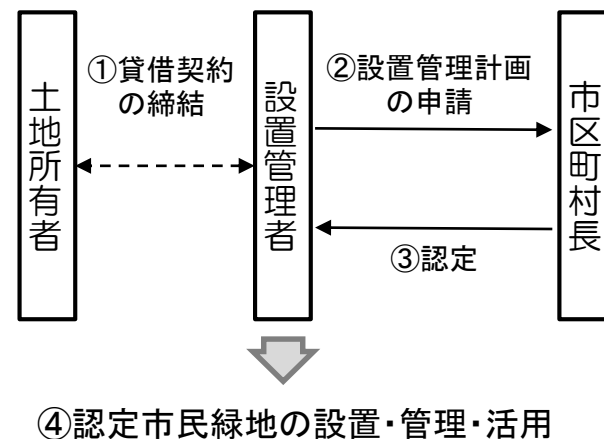 ①貸借契約
の締結
②設置管理計画
の申請
土地所有者
設置管理者
市区町村長
③認定
④認定市民緑地の設置・管理・活用